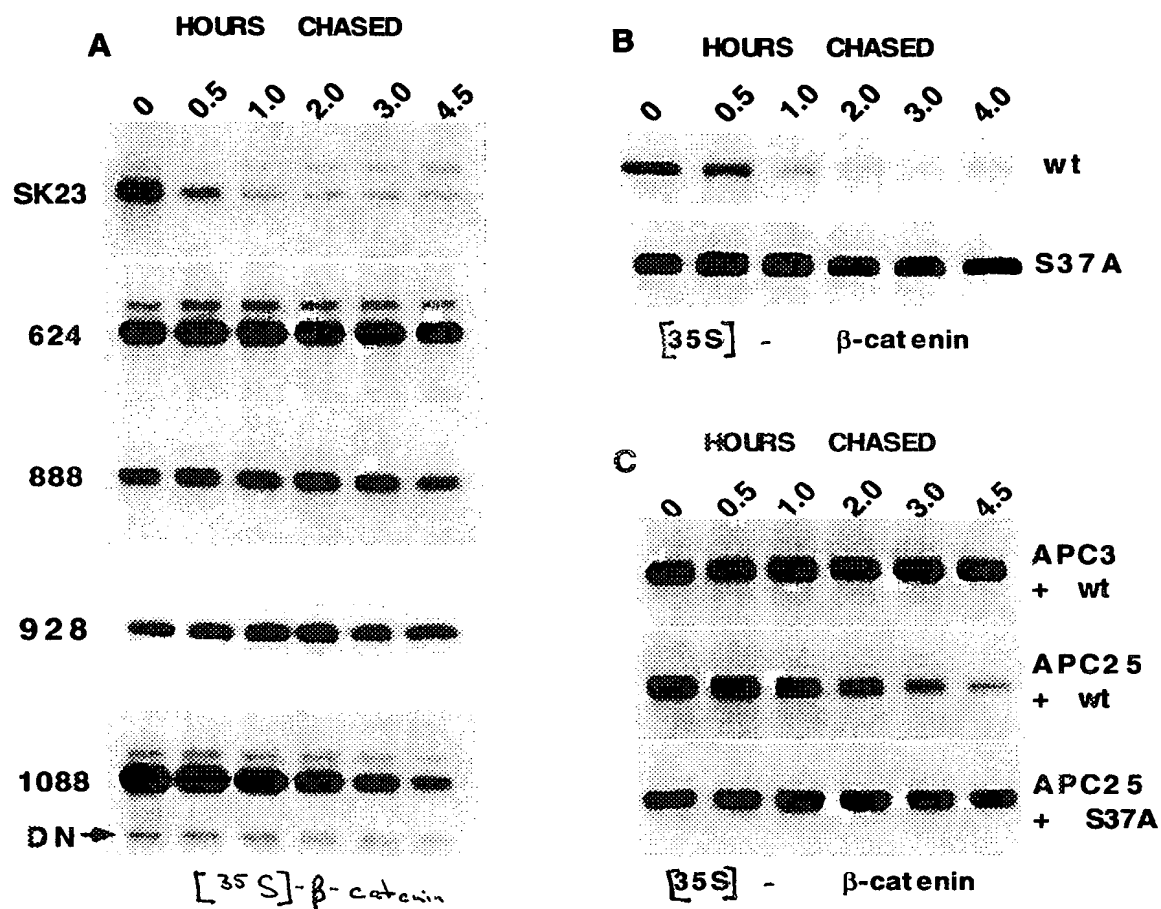 A
HOURS CHASED
0 0.5 1.0 2.0 3.0 4.5
SK23
624
888
928
1088
DN
[35S]-β-catenin
B
HOURS CHASED
0 0.5 1.0 2.0 3.0 4.0
wt
S37A
[35S] - β-catenin
C
HOURS CHASED
0 0.5 1.0 2.0 3.0 4.5
APC3
+ wt
APC25
+ wt
APC25
+ S37A
[35S] - β-catenin